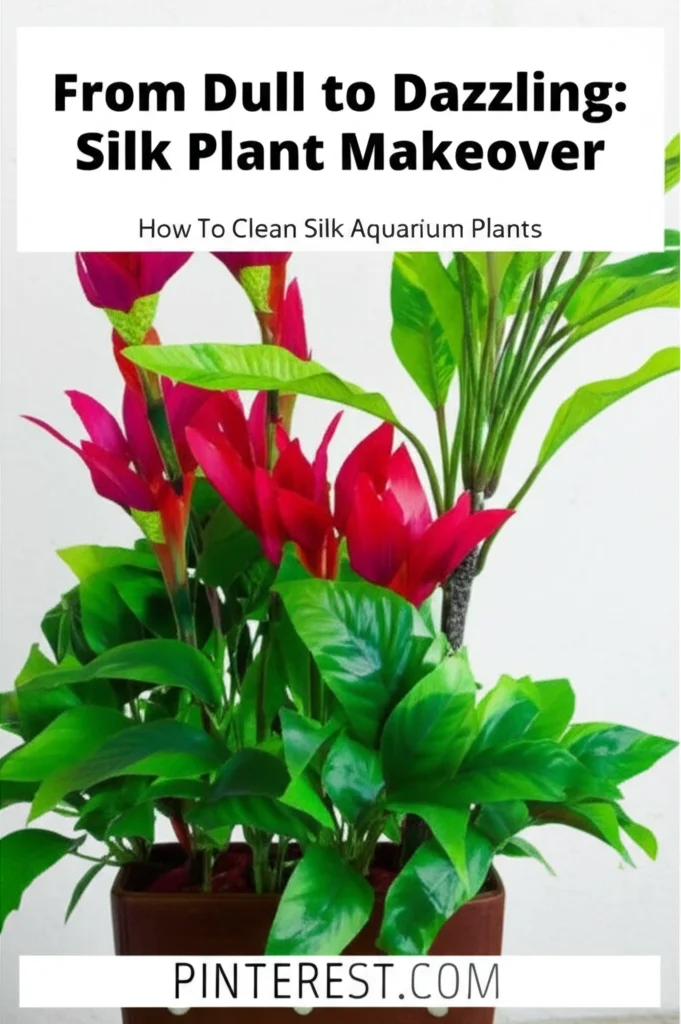 From Dull to Dazzling:
Silk Plant Makeover
How To Clean Silk Aquarium Plants
PINTEREST.COM